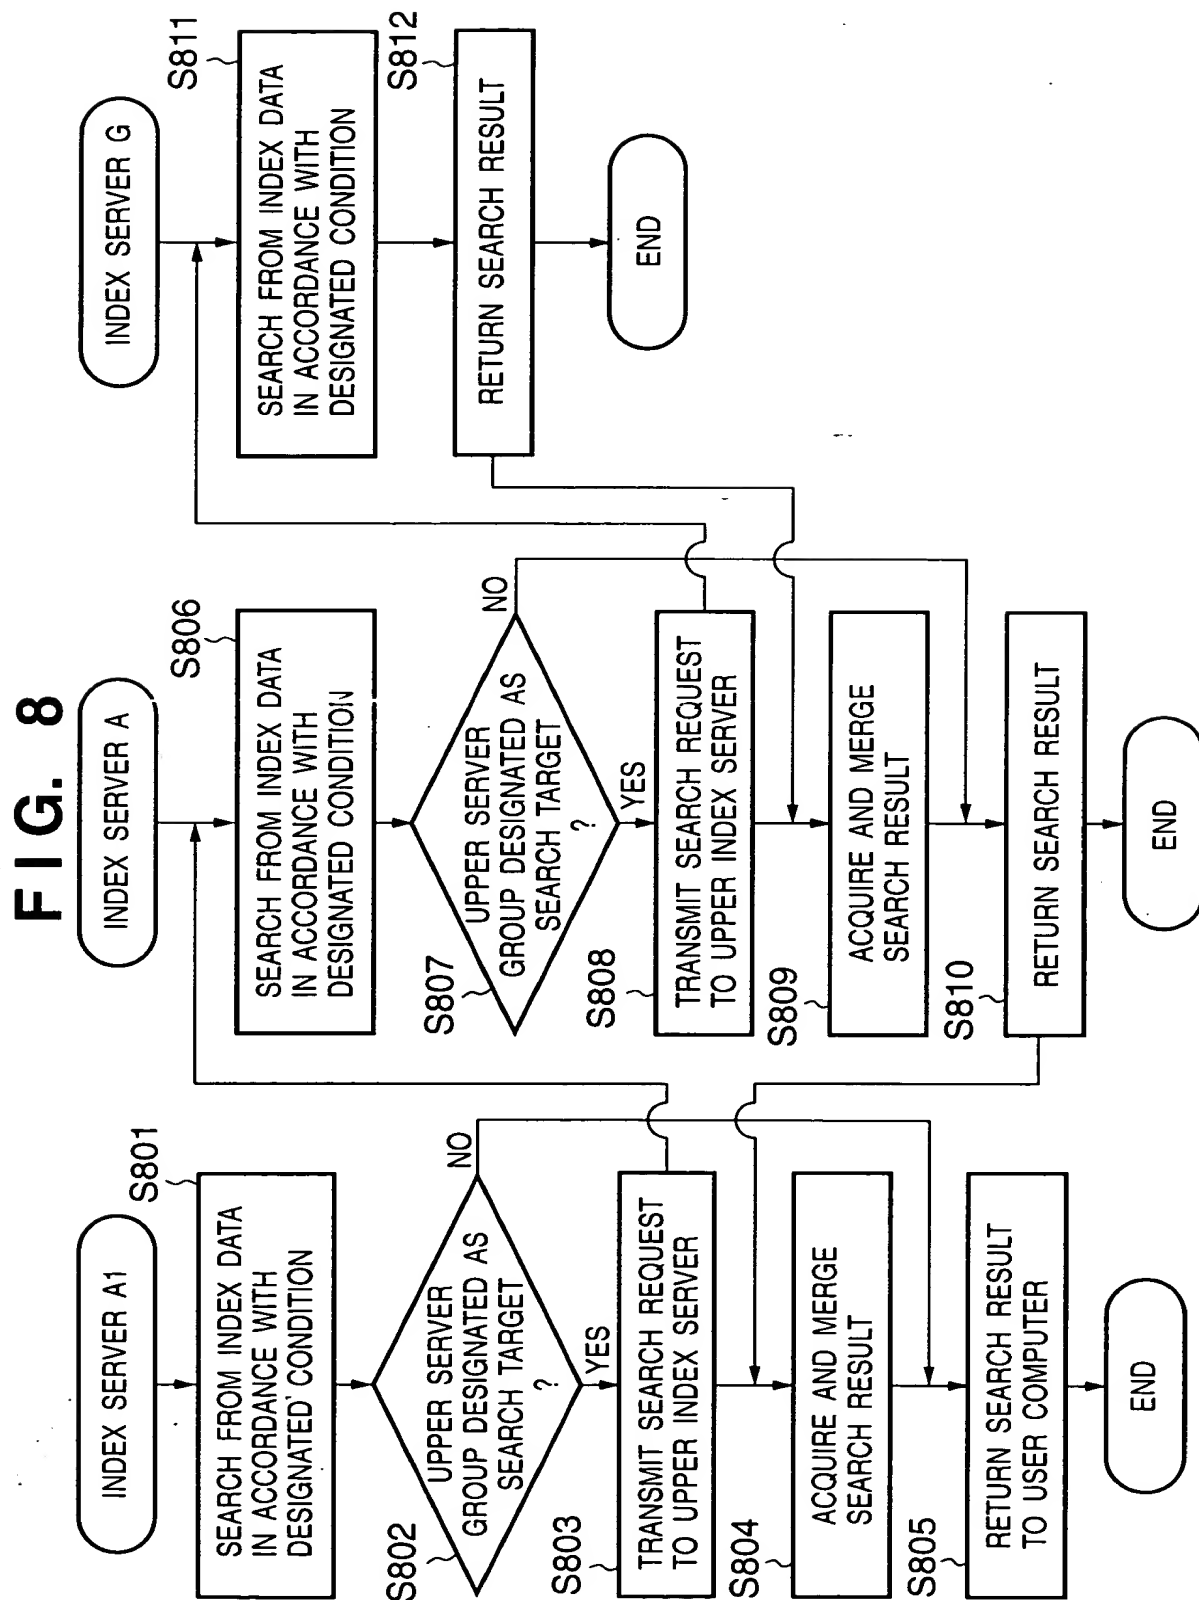 FIG. 8
INDEX SERVER A1
S801
SEARCH FROM INDEX DATA
IN ACCORDANCE WITH
DESIGNATED' CONDITION
S802
UPPER SERVER
GROUP DESIGNATED AS
SEARCH TARGET
?
NO
YES
S803
TRANSMIT SEARCH REQUEST
TO UPPER INDEX SERVER
S804
ACQUIRE AND MERGE
SEARCH RESULT
S805
RETURN SEARCH RESULT
TO USER COMPUTER
END
INDEX SERVER A
S806
SEARCH FROM INDEX DATA
IN ACCORDANCE WITH
DESIGNATED CONDITION
S807
UPPER SERVER
GROUP DESIGNATED AS
SEARCH TARGET
?
NO
YES
S808
TRANSMIT SEARCH REQUEST
TO UPPER INDEX SERVER
S809
ACQUIRE AND MERGE
SEARCH RESULT
S810
RETURN SEARCH RESULT
END
INDEX SERVER G
S811
SEARCH FROM INDEX DATA
IN ACCORDANCE WITH
DESIGNATED CONDITION
S812
RETURN SEARCH RESULT
END